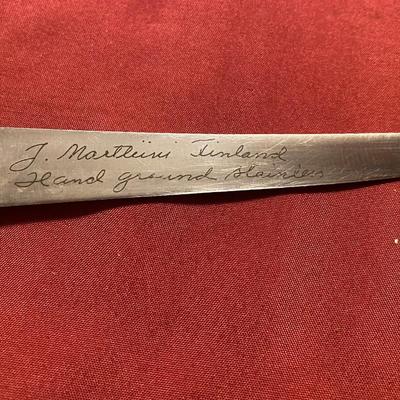 J. Marttiini Finland
Hand ground stainless